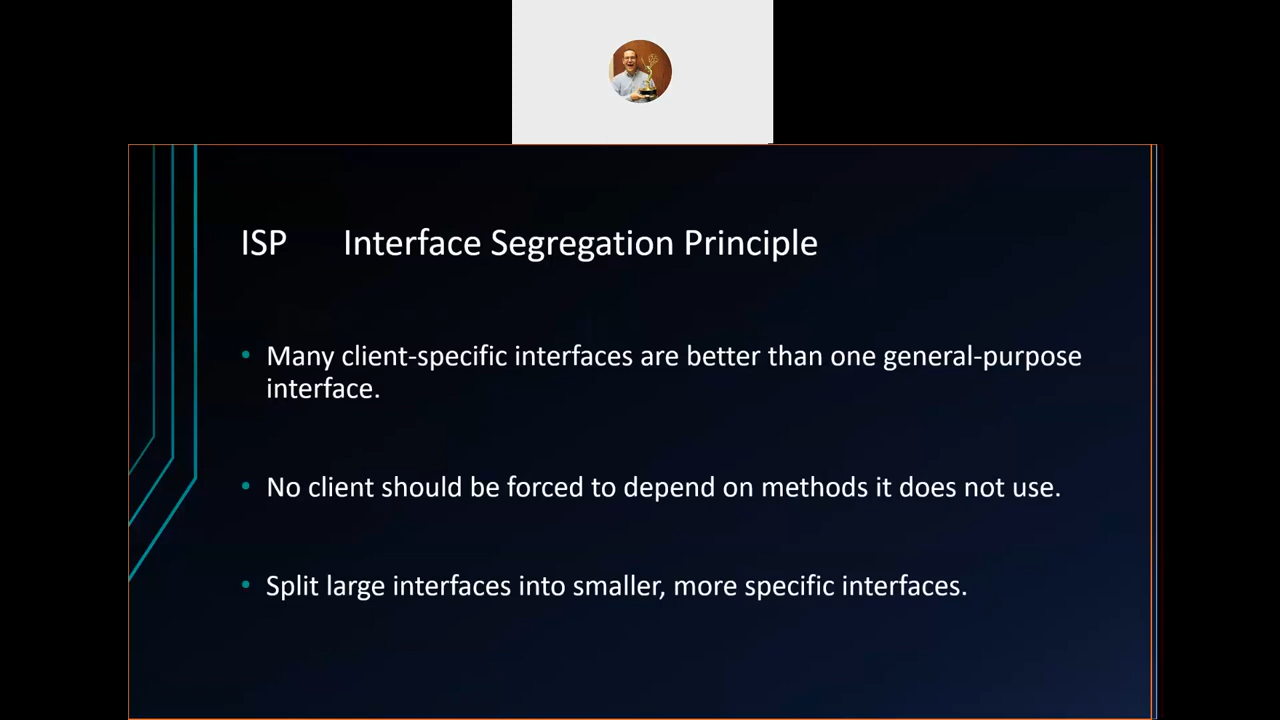 ISP Interface Segregation Principle
Many client-specific interfaces are better than one general-purpose
interface.
No client should be forced to depend on methods it does not use.
Split large interfaces into smaller, more specific interfaces.